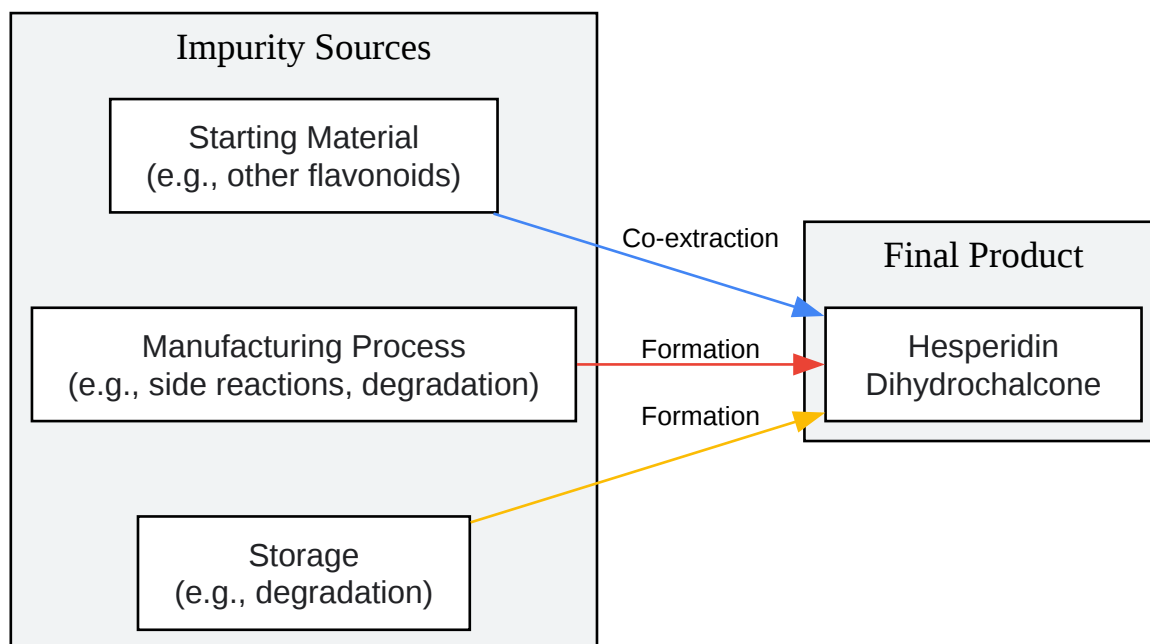 Impurity Sources
Starting Material
(e.g., other flavonoids)
Manufacturing Process
(e.g., side reactions, degradation)
Storage
(e.g., degradation)
Co-extraction
Formation
Formation
Final Product
Hesperidin
Dihydrochalcone